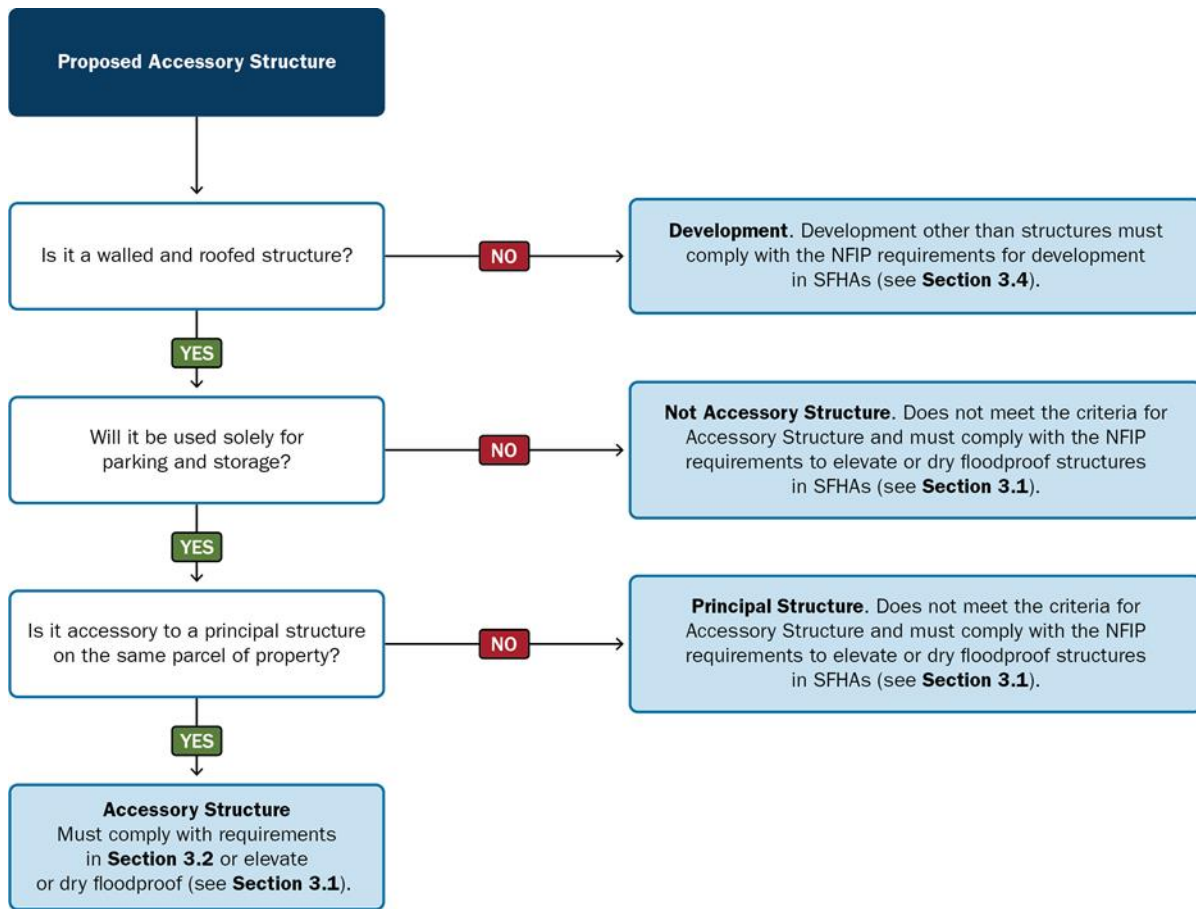 Proposed Accessory Structure
Is it a walled and roofed structure?
NO
Development. Development other than structures must
comply with the NFIP requirements for development
in SFHAs (see Section 3.4).
YES
Will it be used solely for
parking and storage?
NO
Not Accessory Structure. Does not meet the criteria for
Accessory Structure and must comply with the NFIP
requirements to elevate or dry floodproof structures
in SFHAs (see Section 3.1).
YES
Is it accessory to a principal structure
on the same parcel of property?
NO
Principal Structure. Does not meet the criteria for
Accessory Structure and must comply with the NFIP
requirements to elevate or dry floodproof structures
in SFHAs (see Section 3.1).
YES
Accessory Structure
Must comply with requirements
in Section 3.2 or elevate
or dry floodproof (see Section 3.1).